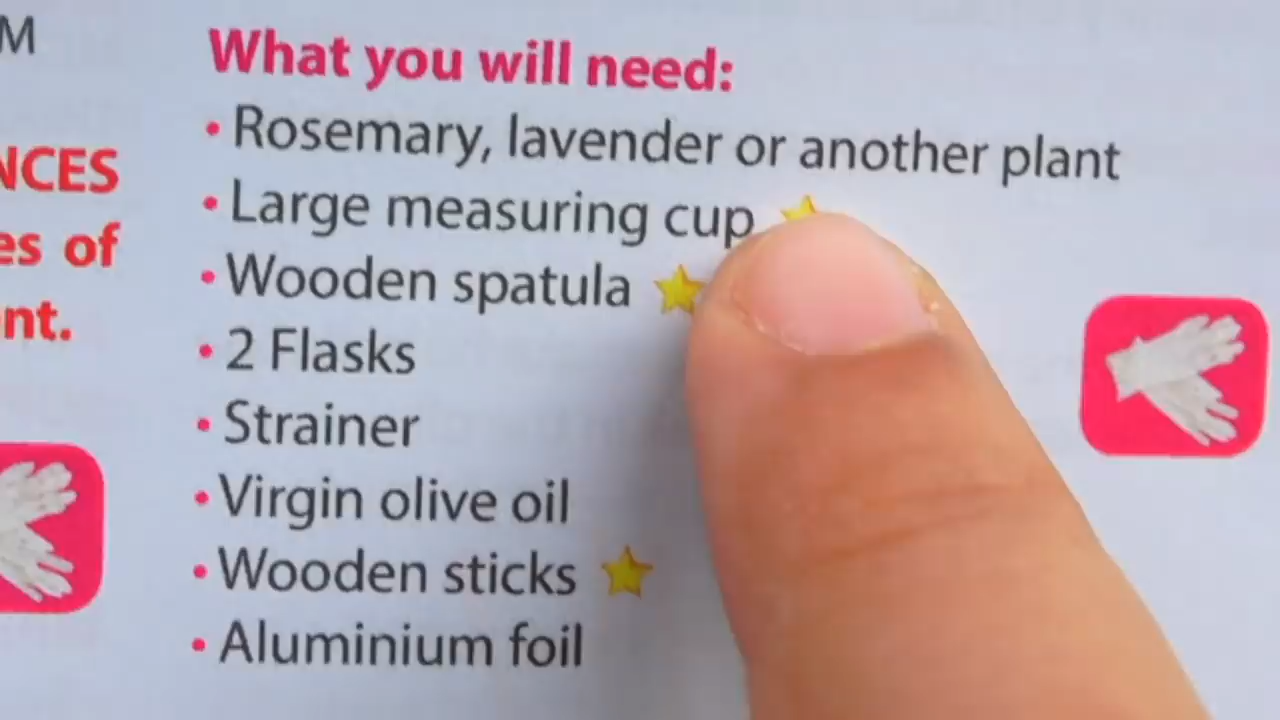 M
NCES
es of
nt.
What you will need:
• Rosemary, lavender or another plant
• Large measuring cup
• Wooden spatula
• 2 Flasks
• Strainer
• Virgin olive oil
• Wooden sticks
• Aluminium foil